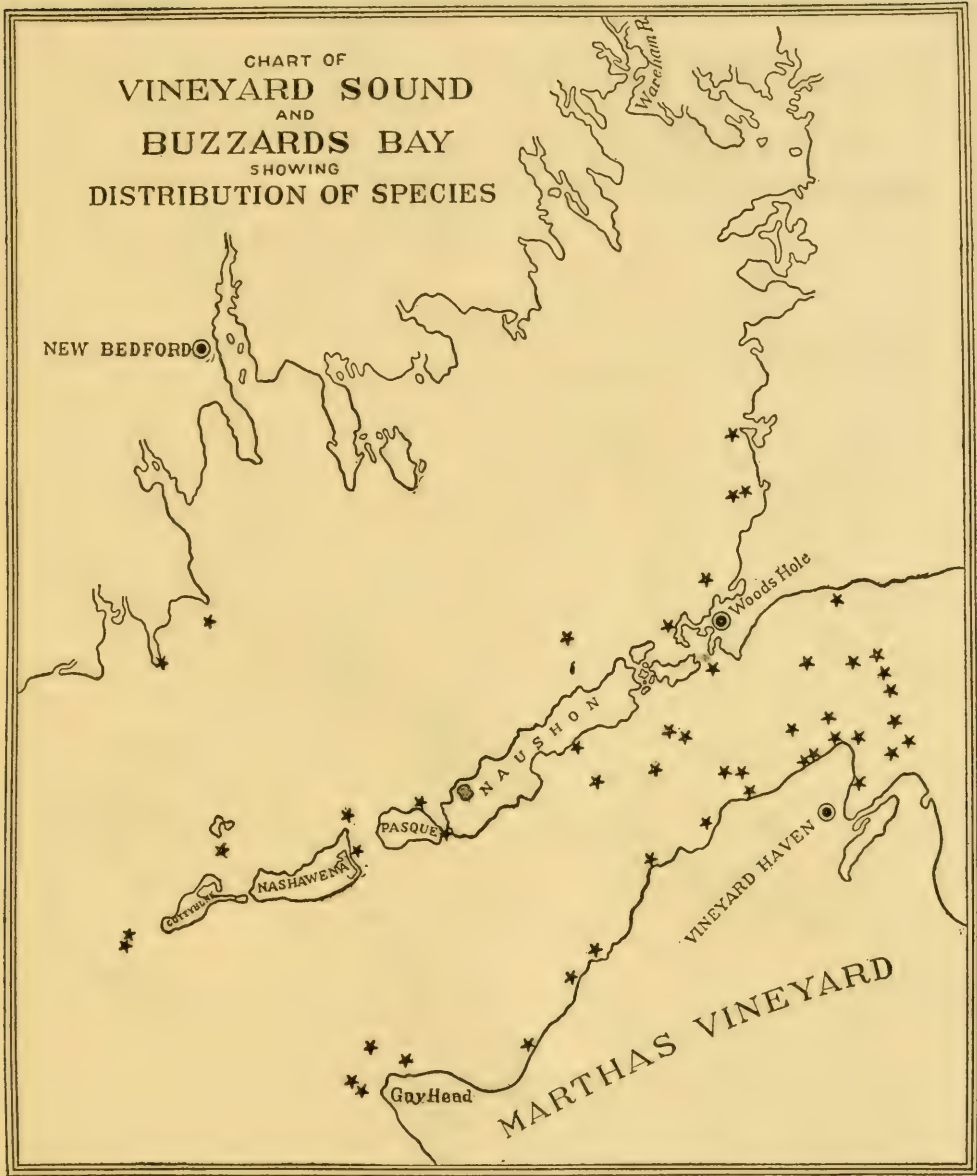 CHART OF
VINEYARD SOUND
AND
BUZZARDS BAY
SHOWING
DISTRIBUTION OF SPECIES
Wareham R.
NEW BEDFORD
Woods Hole
NAUSHON
PASQUE
NASHAWENA
CUTTYHUNK
VINEYARD HAVEN
MARTHAS VINEYARD
Gay Head